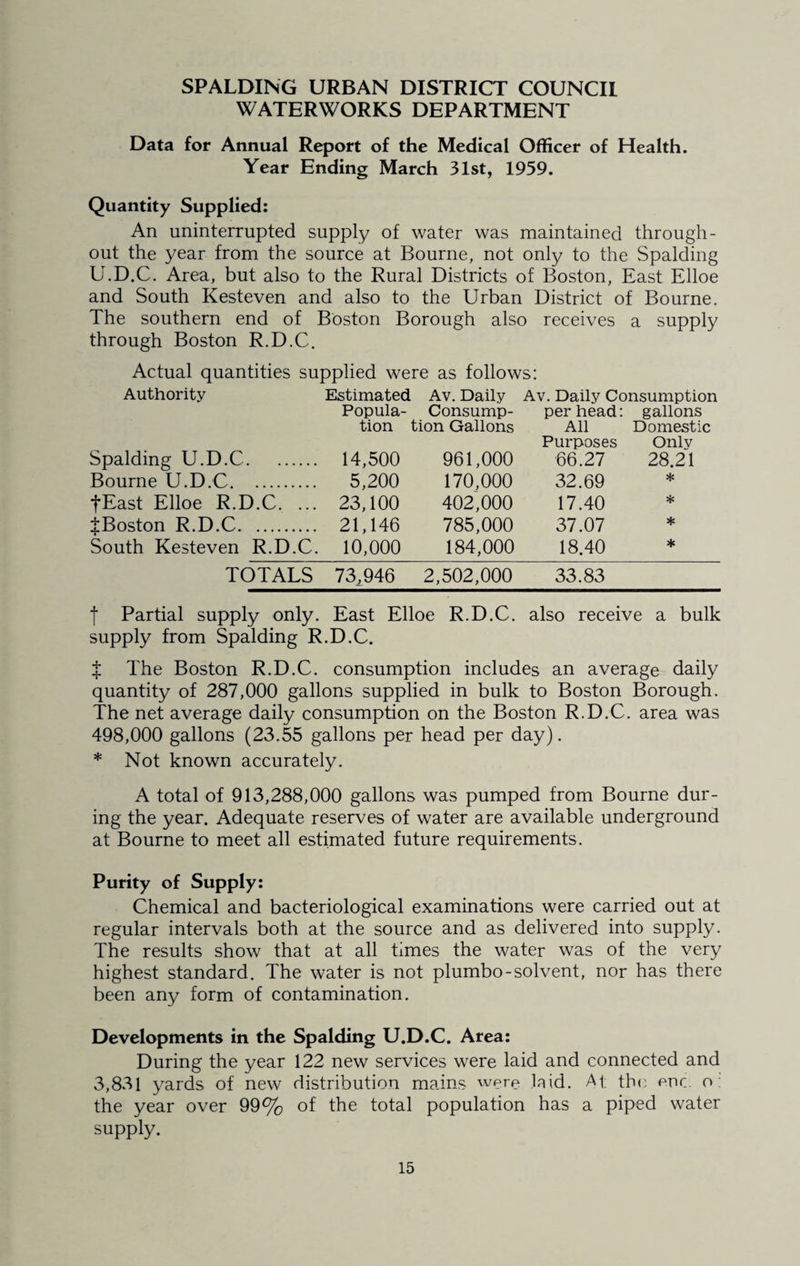 SPALDING URBAN DISTRICT COUNCIL
WATERWORKS DEPARTMENT
Data for Annual Report of the Medical Officer of Health.
Year Ending March 31st, 1959.
Quantity Supplied:
An uninterrupted supply of water was maintained through-
out the year from the source at Bourne, not only to the Spalding
U.D.C. Area, but also to the Rural Districts of Boston, East Elloe
and South Kesteven and also to the Urban District of Bourne.
The southern end of Boston Borough also receives a supply
through Boston R.D.C.
Actual quantities supplied were as follows:
Authority Estimated Av. Daily Av. Daily Consumption
Popula- Consump- per head: gallons
tion tion Gallons All Domestic
Purposes Only
Spalding U.D.C. ...... 14,500 961,000 66.27 28.21
Bourne U.D.C. ......... 5,200 170,000 32.69 *
†East Elloe R.D.C. ... 23,100 402,000 17.40 *
‡Boston R.D.C. ......... 21,146 785,000 37.07 *
South Kesteven R.D.C. 10,000 184,000 18.40 *
TOTALS 73,946 2,502,000 33.83
† Partial supply only. East Elloe R.D.C. also receive a bulk
supply from Spalding R.D.C.
‡ The Boston R.D.C. consumption includes an average daily
quantity of 287,000 gallons supplied in bulk to Boston Borough.
The net average daily consumption on the Boston R.D.C. area was
498,000 gallons (23.55 gallons per head per day).
* Not known accurately.
A total of 913,288,000 gallons was pumped from Bourne dur-
ing the year. Adequate reserves of water are available underground
at Bourne to meet all estimated future requirements.
Purity of Supply:
Chemical and bacteriological examinations were carried out at
regular intervals both at the source and as delivered into supply.
The results show that at all times the water was of the very
highest standard. The water is not plumbo-solvent, nor has there
been any form of contamination.
Developments in the Spalding U.D.C. Area:
During the year 122 new services were laid and connected and
3,831 yards of new distribution mains were laid. At the end of
the year over 99% of the total population has a piped water
supply.
15